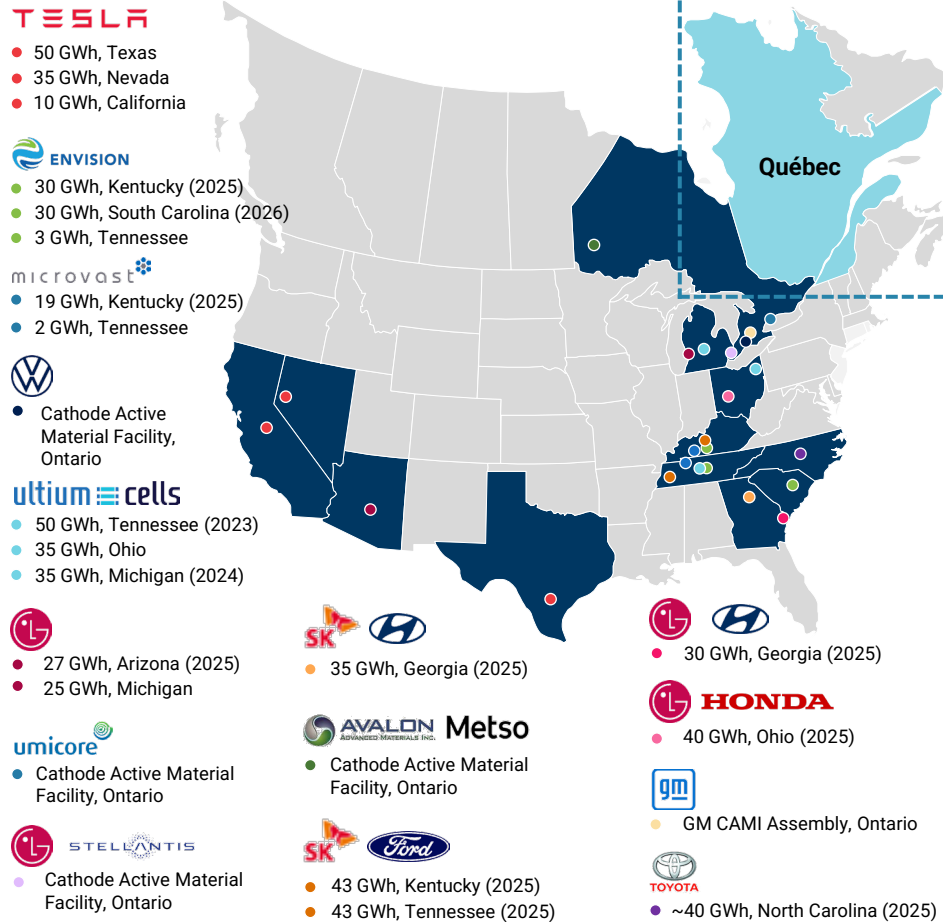 TESLA
50 GWh, Texas
35 GWh, Nevada
10 GWh, California
ENVISION
30 GWh, Kentucky (2025)
30 GWh, South Carolina (2026)
3 GWh, Tennessee
microvast
19 GWh, Kentucky (2025)
2 GWh, Tennessee
Cathode Active
Material Facility,
Ontario
ultium cells
50 GWh, Tennessee (2023)
35 GWh, Ohio
35 GWh, Michigan (2024)
LG
27 GWh, Arizona (2025)
25 GWh, Michigan
umicore
Cathode Active Material
Facility, Ontario
LG STELLANTIS
Cathode Active Material
Facility, Ontario
Québec
SK
35 GWh, Georgia (2025)
AVALON Metso
ADVANCED MATERIALS INC.
Cathode Active Material
Facility, Ontario
SK Ford
43 GWh, Kentucky (2025)
43 GWh, Tennessee (2025)
LG
30 GWh, Georgia (2025)
LG HONDA
40 GWh, Ohio (2025)
gm
GM CAMI Assembly, Ontario
TOYOTA
~40 GWh, North Carolina (2025)